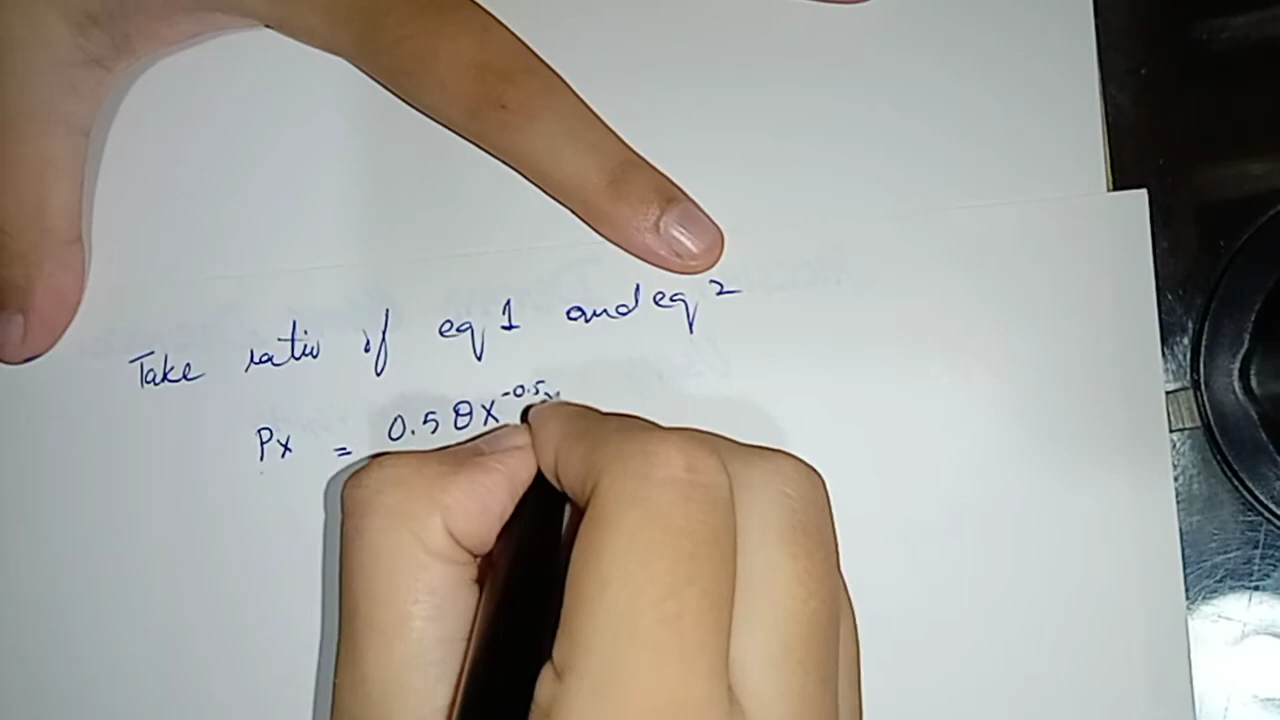 Take ratio of eq 1 and eq 2
Px = 0.5 θ x^-0.5